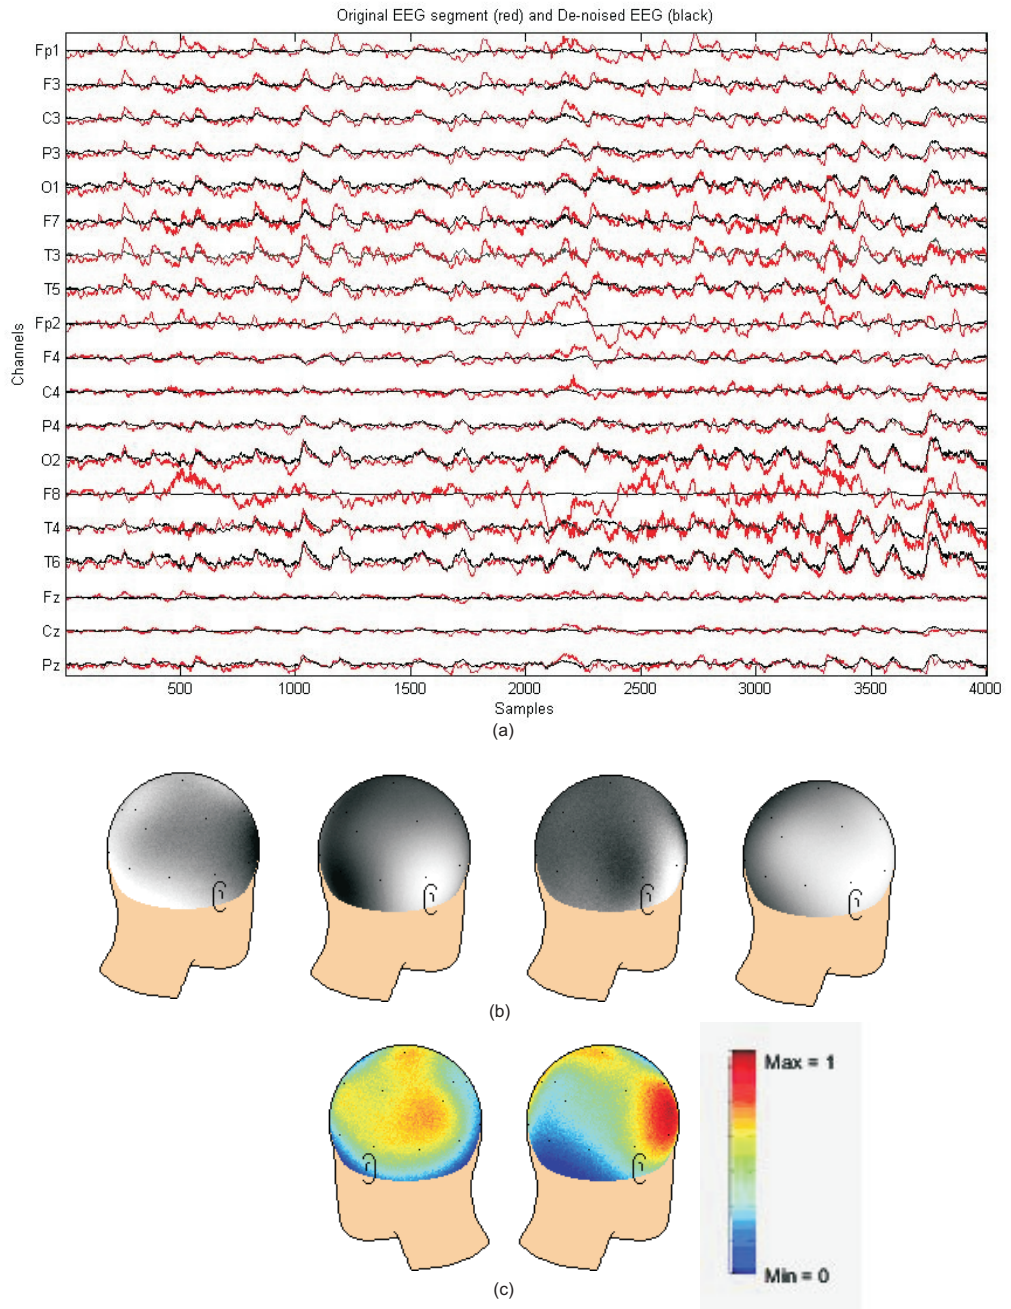 Original EEG segment (red) and De-noised EEG (black)
Channels
Fp1
F3
C3
P3
O1
F7
T3
T5
Fp2
F4
C4
P4
O2
F8
T4
T6
Fz
Cz
Pz
500 1000 1500 2000 2500 3000 3500 4000
Samples
(a)
(b)
Max = 1
Min = 0
(c)